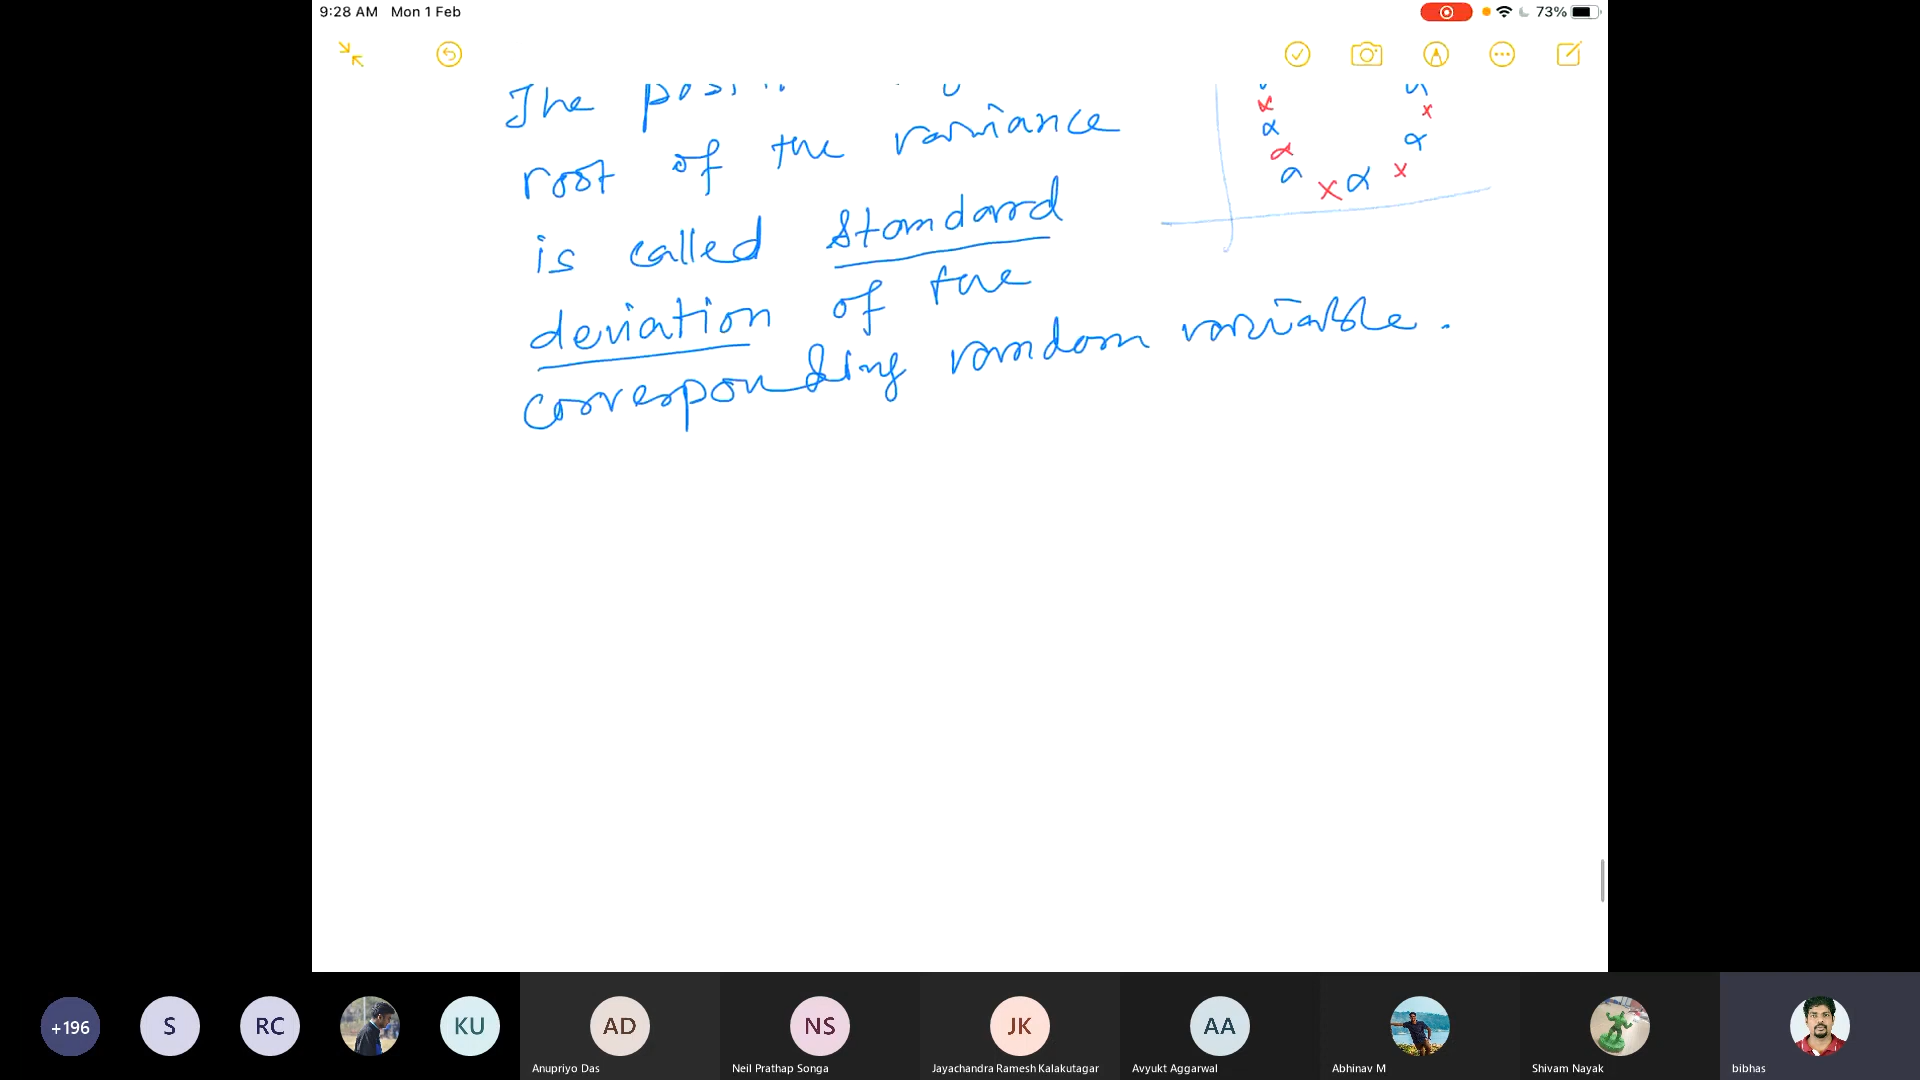 9:28 AM Mon 1 Feb
73%
The
root of the variance
is called standard
deviation of the
corresponding random variable.
+196
S
RC
KU
AD
NS
JK
AA
Anupriyo Das
Neil Prathap Songa
Jayachandra Ramesh Kalakutagar
Avyukt Aggarwal
Abhinav M
Shivam Nayak
bibhas